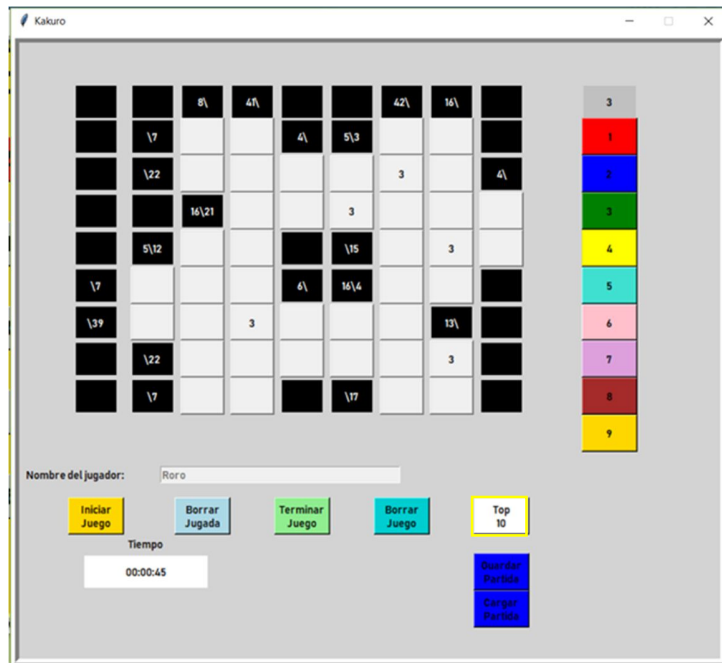 Kakuro
8\ 41\ 42\ 16\ 3
\7 4\ 5\3 1
\22 3 4\ 2
16\21 3 3
5\12 \15 3 4
\7 6\ 16\4 5
\39 3 13\ 6
\22 3 7
\7 \17 8
9
Nombre del jugador: Roro
Iniciar Borrar Terminar Borrar Top
Juego Jugada Juego Juego 10
Tiempo
00:00:45
Guardar
Partida
Cargar
Partida